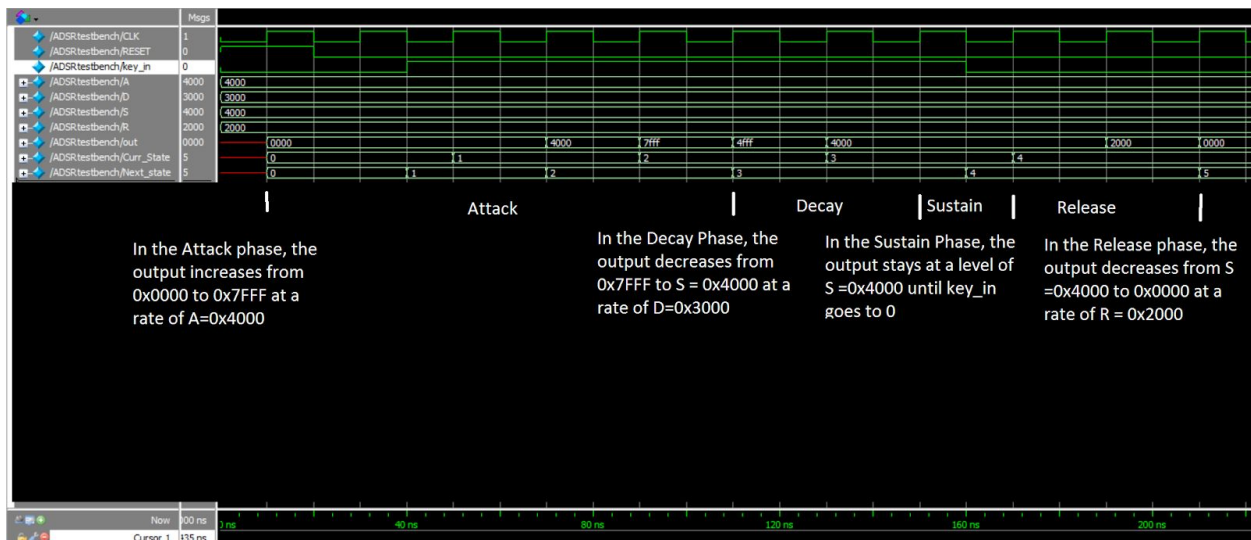 Msgs
/ADSRtestbench/CLK 1
/ADSRtestbench/RESET 0
/ADSRtestbench/key_in 0
/ADSRtestbench/A 4000 4000
/ADSRtestbench/D 3000 3000
/ADSRtestbench/S 4000 4000
/ADSRtestbench/R 2000 2000
/ADSRtestbench/out 0000 0000 4000 7fff 4fff 4000 2000 0000
/ADSRtestbench/Curr_State 5 0 1 2 3 4
/ADSRtestbench/Next_state 5 0 1 2 3 4 5
Attack Decay Sustain Release
In the Attack phase, the
output increases from
0x0000 to 0x7FFF at a
rate of A=0x4000
In the Decay Phase, the
output decreases from
0x7FFF to S = 0x4000 at a
rate of D=0x3000
In the Sustain Phase, the
output stays at a level of
S =0x4000 until key_in
goes to 0
In the Release phase, the
output decreases from S
=0x4000 to 0x0000 at a
rate of R = 0x2000
Now ns 40 ns 80 ns 120 ns 160 ns 200 ns
Cursor 1 ns